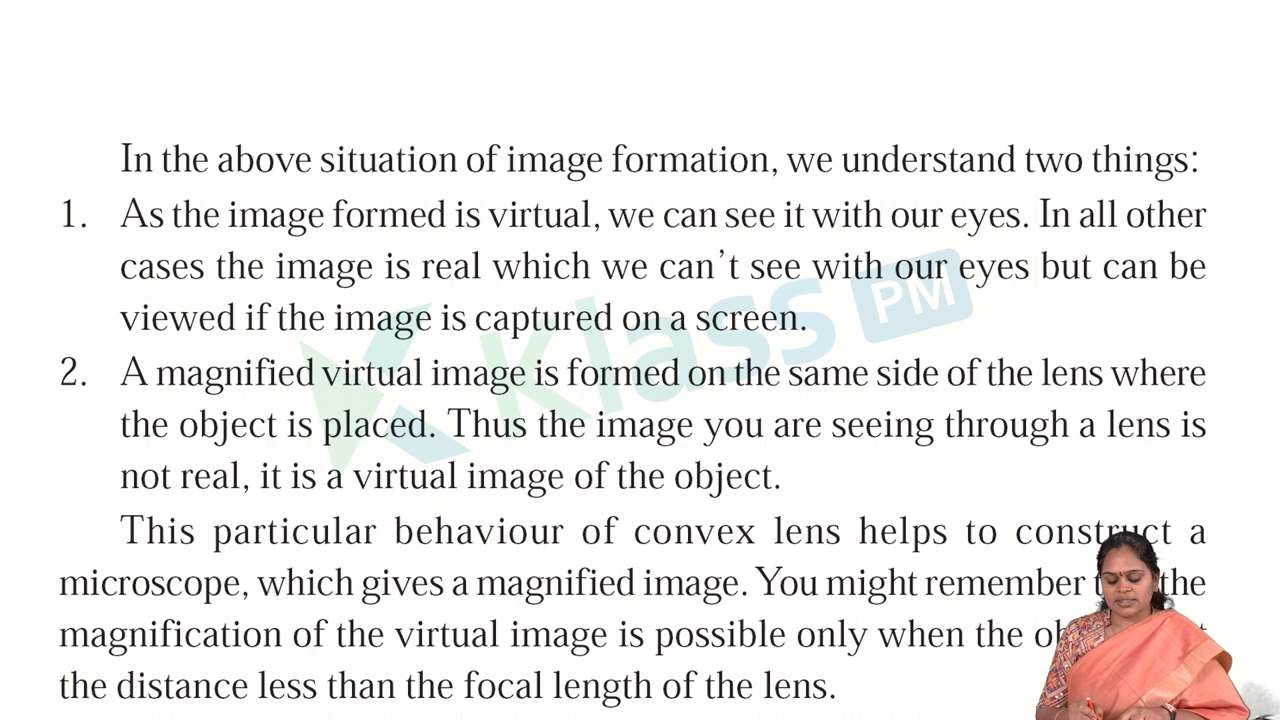 In the above situation of image formation, we understand two things:
1. As the image formed is virtual, we can see it with our eyes. In all other
cases the image is real which we can’t see with our eyes but can be
viewed if the image is captured on a screen.
Klass PM
2. A magnified virtual image is formed on the same side of the lens where
the object is placed. Thus the image you are seeing through a lens is
not real, it is a virtual image of the object.
This particular behaviour of convex lens helps to construct a
microscope, which gives a magnified image. You might remember the
magnification of the virtual image is possible only when the
the distance less than the focal length of the lens.